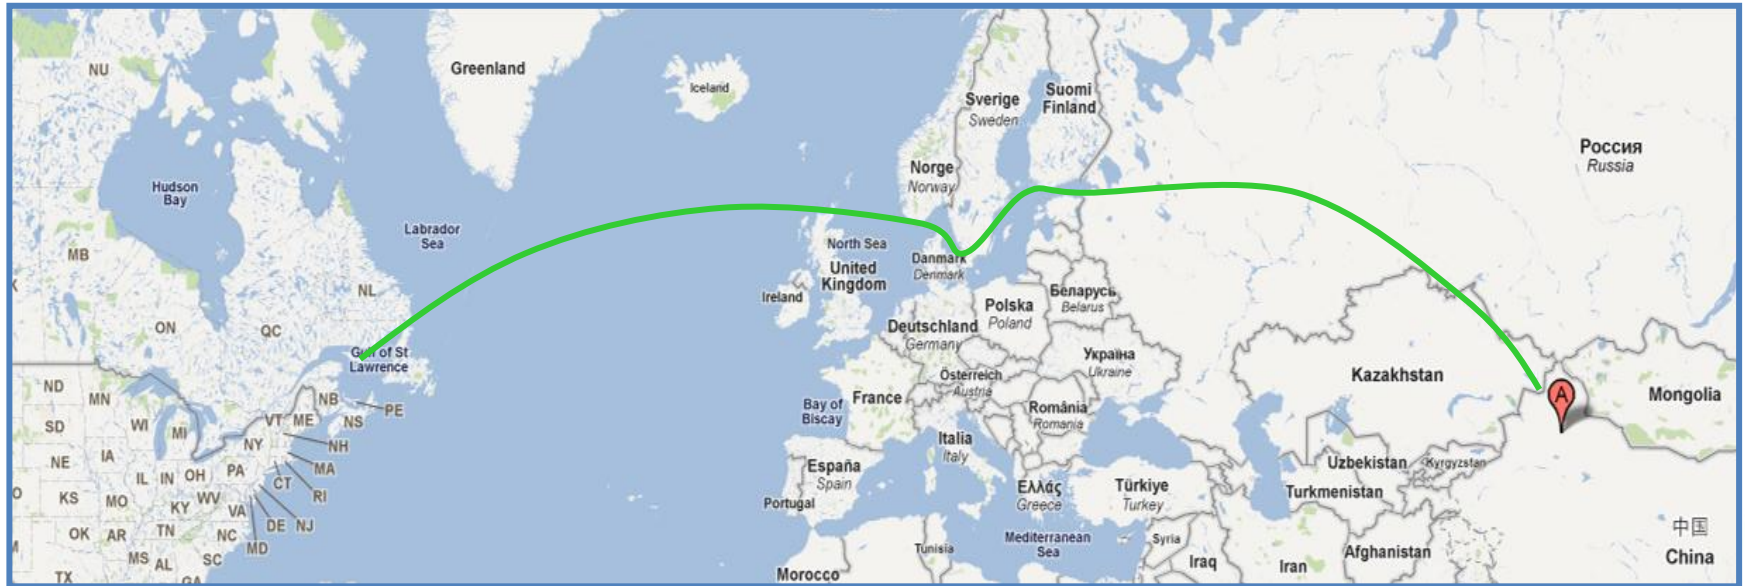 NU
Greenland
Iceland
Sverige
Sweden
Suomi
Finland
Россия
Russia
Hudson
Bay
Norge
Norway
Labrador
Sea
MB
North Sea
United
Kingdom
Danmark
Denmark
Ireland
NL
Беларусь
Belarus
Polska
Poland
ON
QC
Deutschland
Germany
Gulf of St
Lawrence
Україна
Ukraine
Österreich
Austria
Kazakhstan
Mongolia
ND
MN
NB
PE
France
Bay of
Biscay
România
Romania
A
SD
WI
MI
VT
ME
NS
NY
NH
Italia
Italy
NE
IA
IL
IN
OH
PA
MA
CT
RI
España
Spain
Uzbekistan
Kyrgyzstan
Ελλάς
Greece
Türkiye
Turkey
Turkmenistan
KS
MO
KY
WV
VA
DE
NJ
Portugal
OK
AR
TN
NC
MD
Mediterranean
Sea
Tunisia
Syria
Iraq
Iran
Afghanistan
中国
China
MS
AL
SC
TX
GA
Morocco